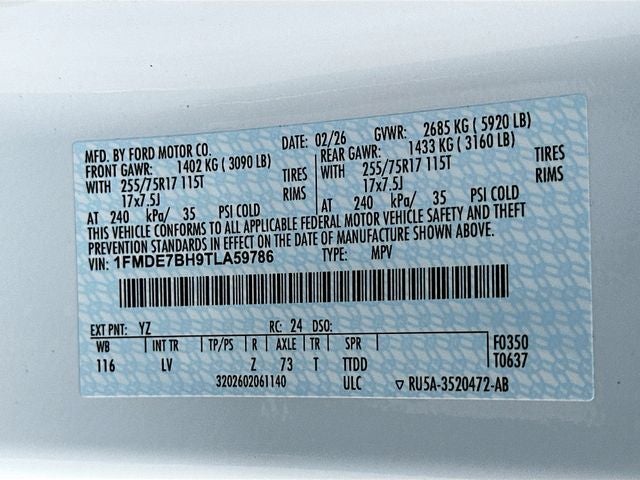 MFD. BY FORD MOTOR CO. DATE: 02/26 GVWR: 2685 KG (5920 LB)
FRONT GAWR: 1402 KG (3090 LB) REAR GAWR: 1433 KG (3160 LB)
WITH 255/75R17 115T TIRES 255/75R17 115T TIRES
17x7.5J RIMS 17x7.5J RIMS
AT 240 kPa/ 35 PSI COLD AT 240 kPa/ 35 PSI COLD
THIS VEHICLE CONFORMS TO ALL APPLICABLE FEDERAL MOTOR VEHICLE SAFETY AND THEFT
PREVENTION STANDARDS IN EFFECT ON THE DATE OF MANUFACTURE SHOWN ABOVE.
VIN: 1FMDE7BH9TLA59786 TYPE: MPV
EXT PNT: YZ RC: 24 DSO: F0350
WB INT TR TP/PS R AXLE TR SPR T0637
116 LV Z 73 T TTDD
3202602061140 ULC ▽ RU5A-3520472-AB